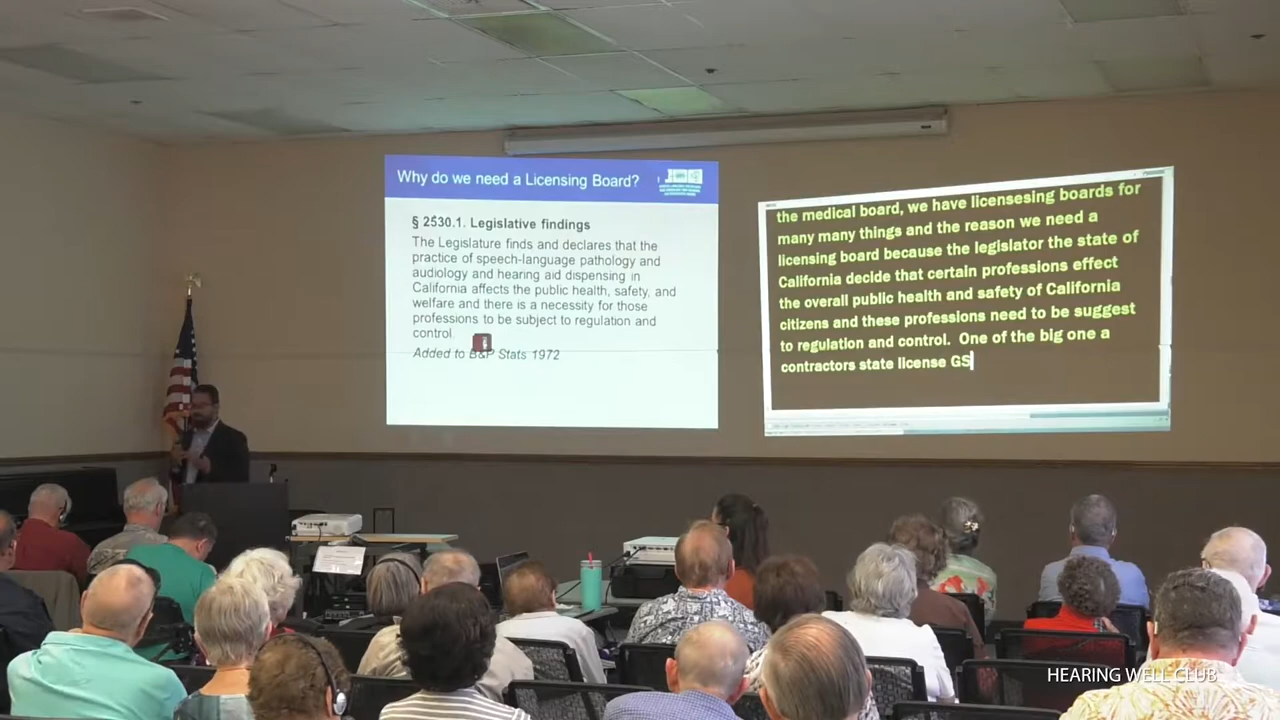 Why do we need a Licensing Board?
§ 2530.1. Legislative findings
The Legislature finds and declares that the
practice of speech-language pathology and
audiology and hearing aid dispensing in
California affects the public health, safety, and
welfare and there is a necessity for those
professions to be subject to regulation and
control.
Added to B&P Stats 1972
the medical board, we have licensesing boards for
many many things and the reason we need a
licensing board because the legislator the state of
California decide that certain professions effect
the overall public health and safety of California
citizens and these professions need to be suggest
to regulation and control.  One of the big one a
contractors state license GS
HEARING WELL CLUB